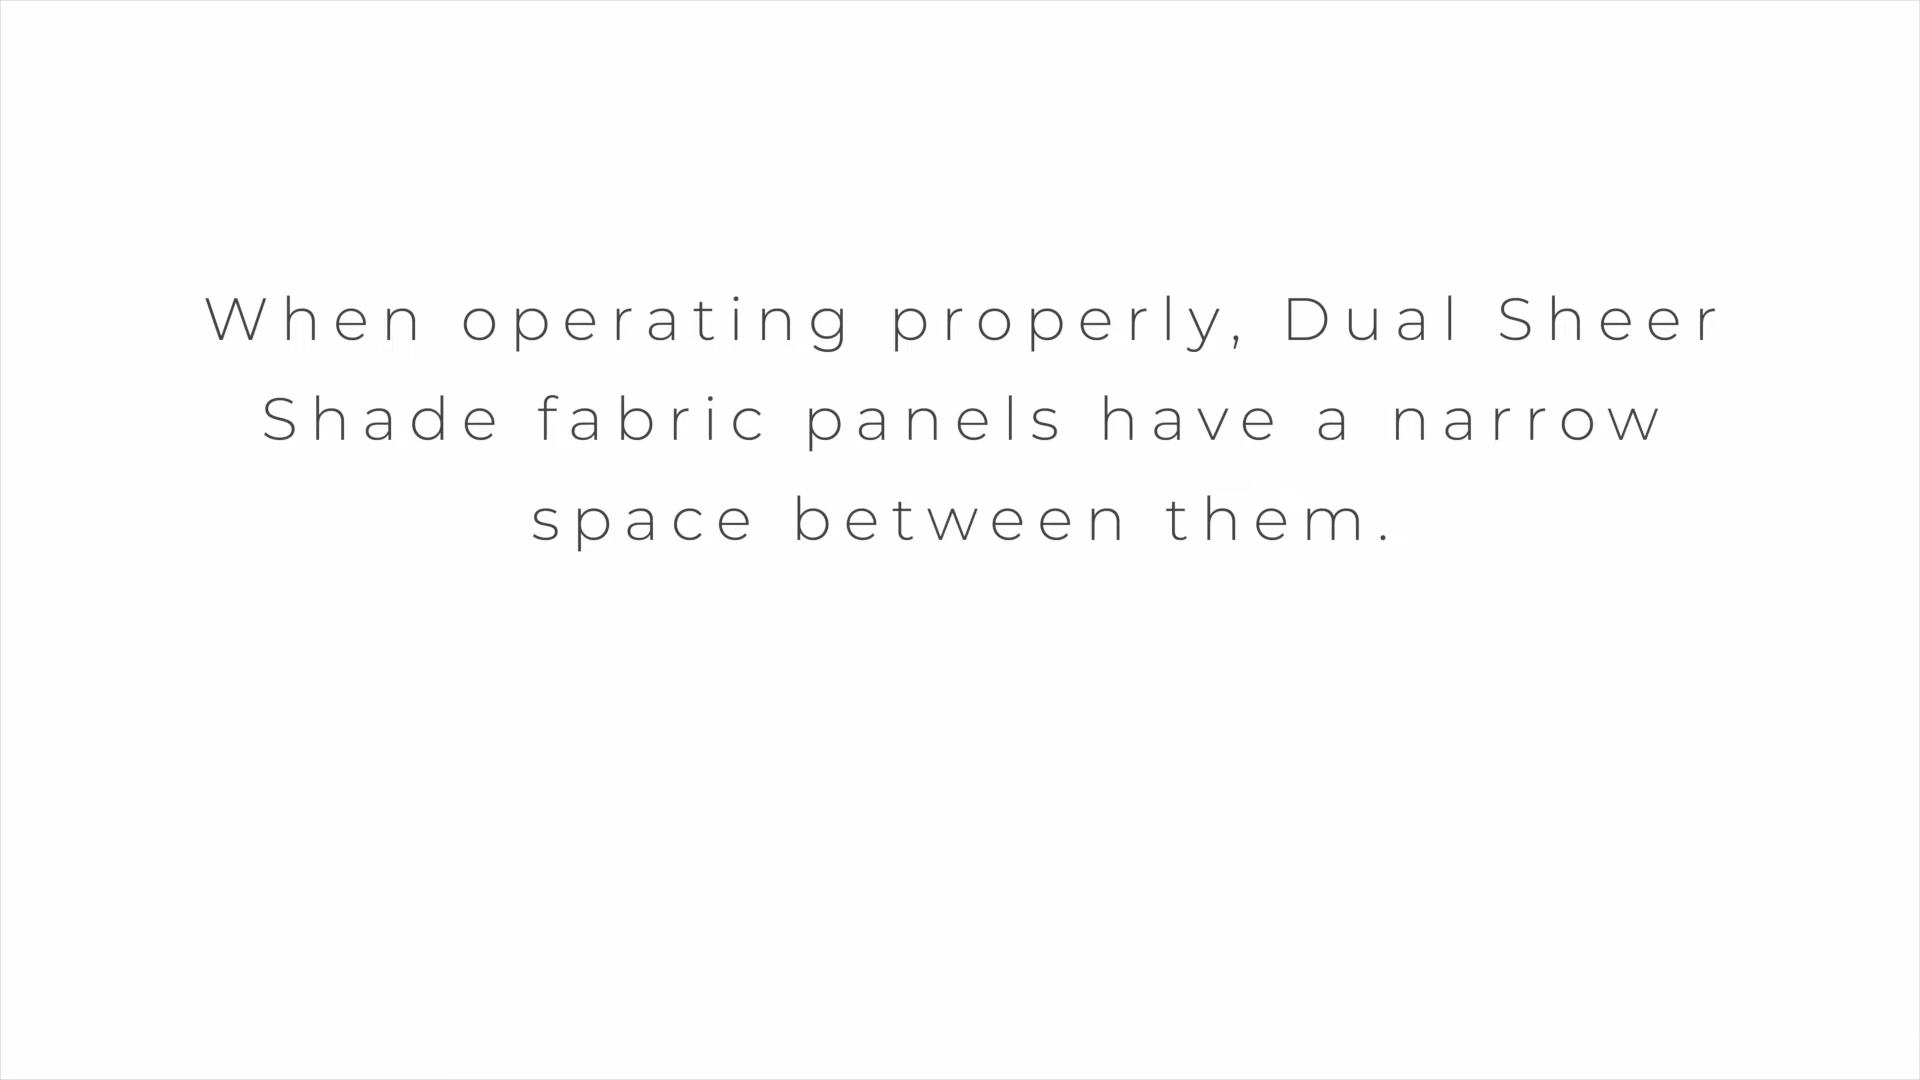 When operating properly, Dual Sheer
Shade fabric panels have a narrow
space between them.